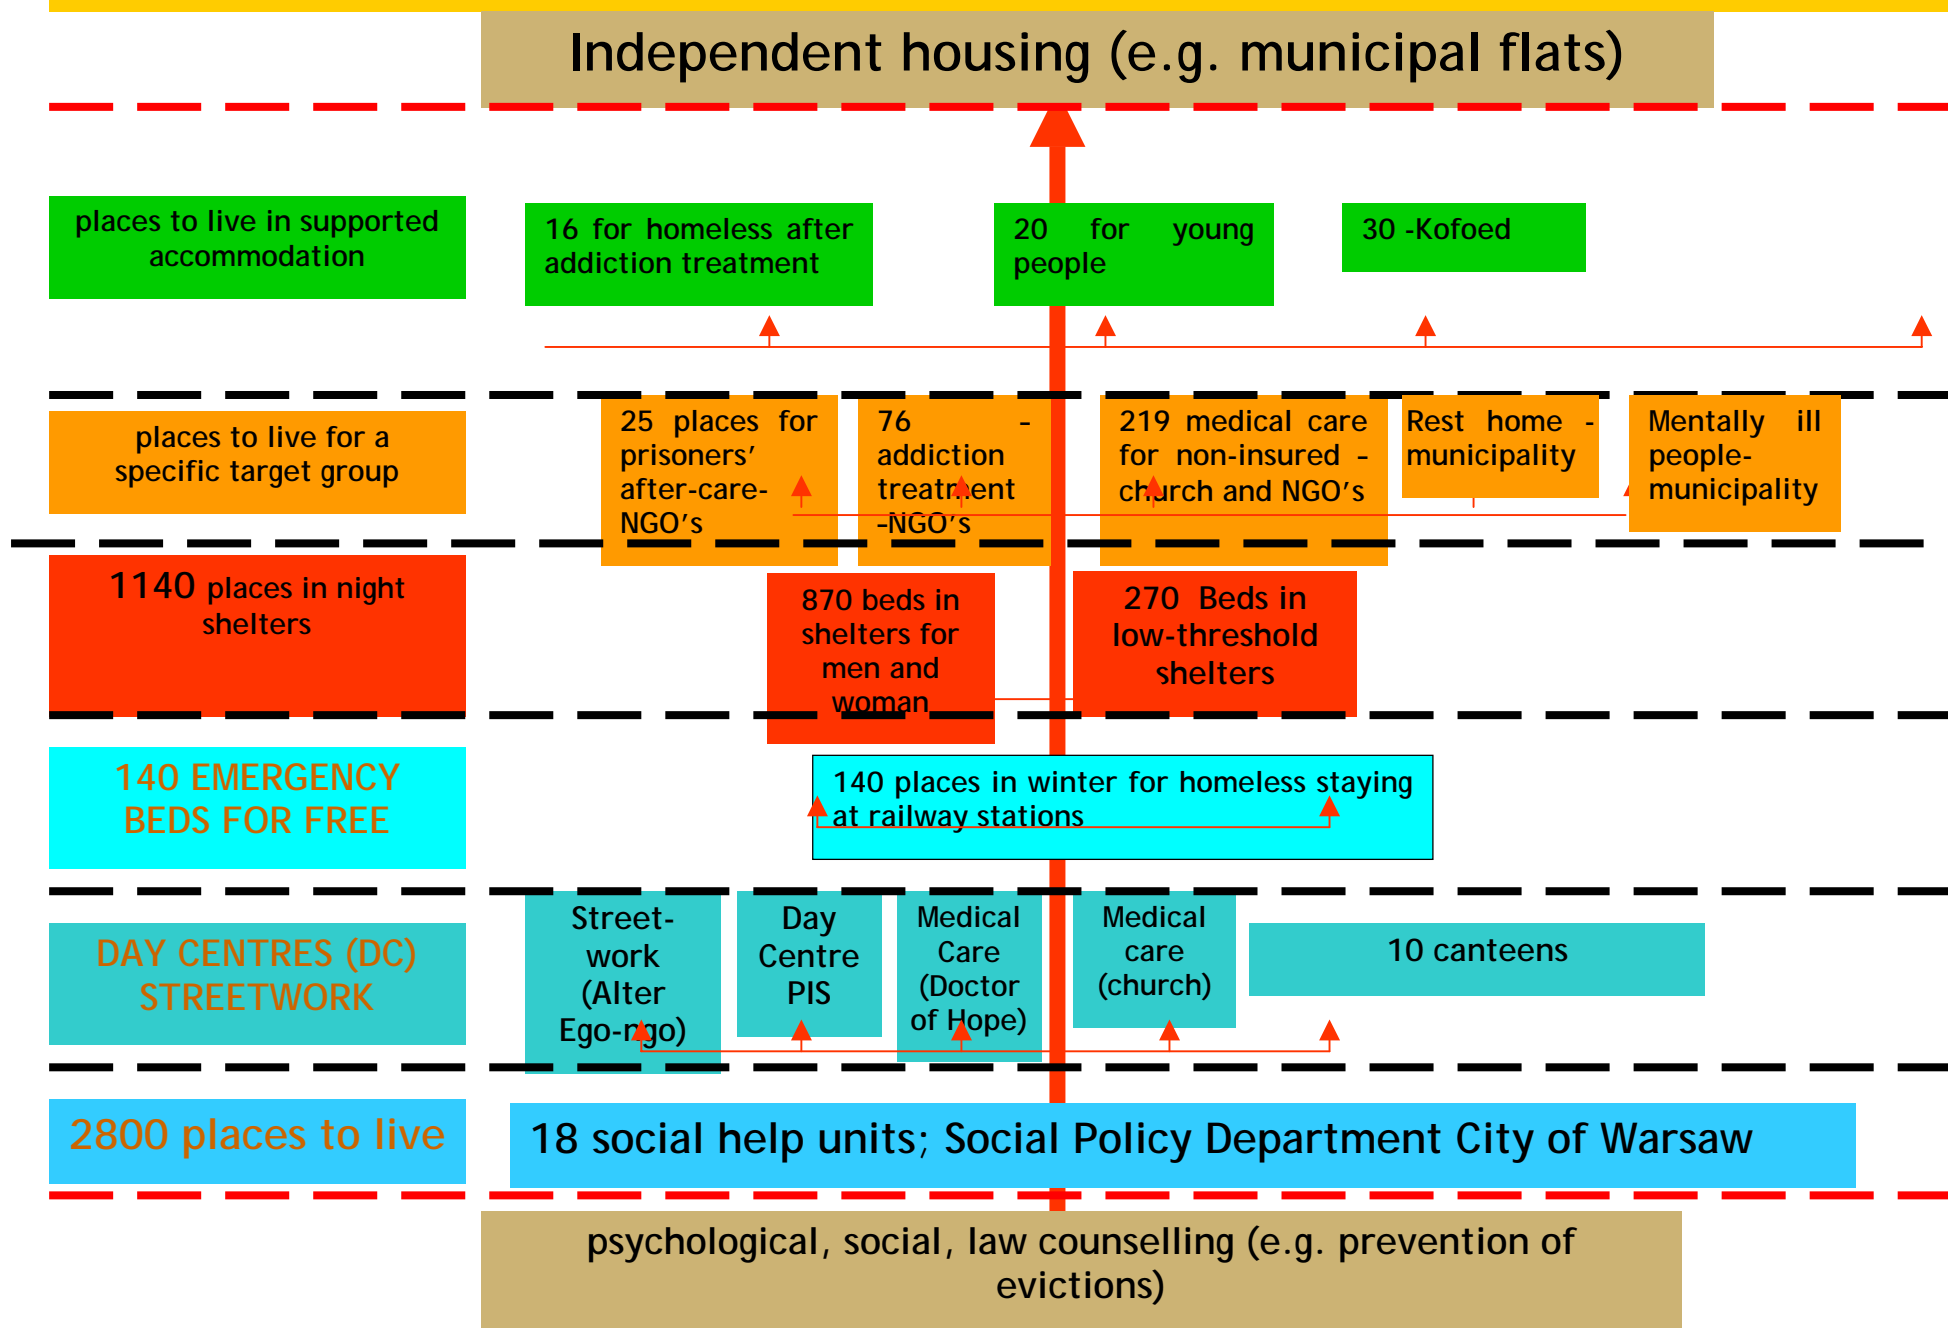 Independent housing (e.g. municipal flats)
places to live in supported
accommodation
16 for homeless after
addiction treatment
20 for young
people
30 -Kofoed
places to live for a
specific target group
25 places for
prisoners’
after-care-
NGO’s
76 -
addiction
treatment
-NGO’s
219 medical care
for non-insured -
church and NGO’s
Rest home -
municipality
Mentally ill
people-
municipality
1140 places in night
shelters
870 beds in
shelters for
men and
woman
270 Beds in
low-threshold
shelters
140 EMERGENCY
BEDS FOR FREE
140 places in winter for homeless staying
at railway stations
DAY CENTRES (DC)
STREETWORK
Street-
work
(Alter
Ego-ngo)
Day
Centre
PIS
Medical
Care
(Doctor
of Hope)
Medical
care
(church)
10 canteens
2800 places to live
18 social help units; Social Policy Department City of Warsaw
psychological, social, law counselling (e.g. prevention of
evictions)